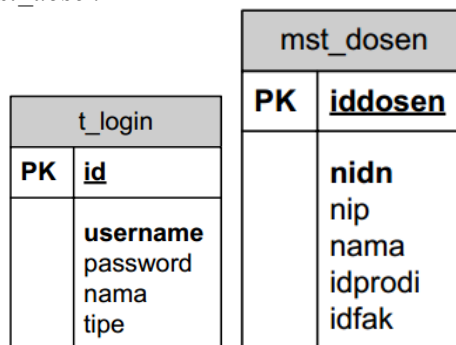 t_login
PK id
username
password
nama
tipe
mst_dosen
PK iddosen
nidn
nip
nama
idprodi
idfak